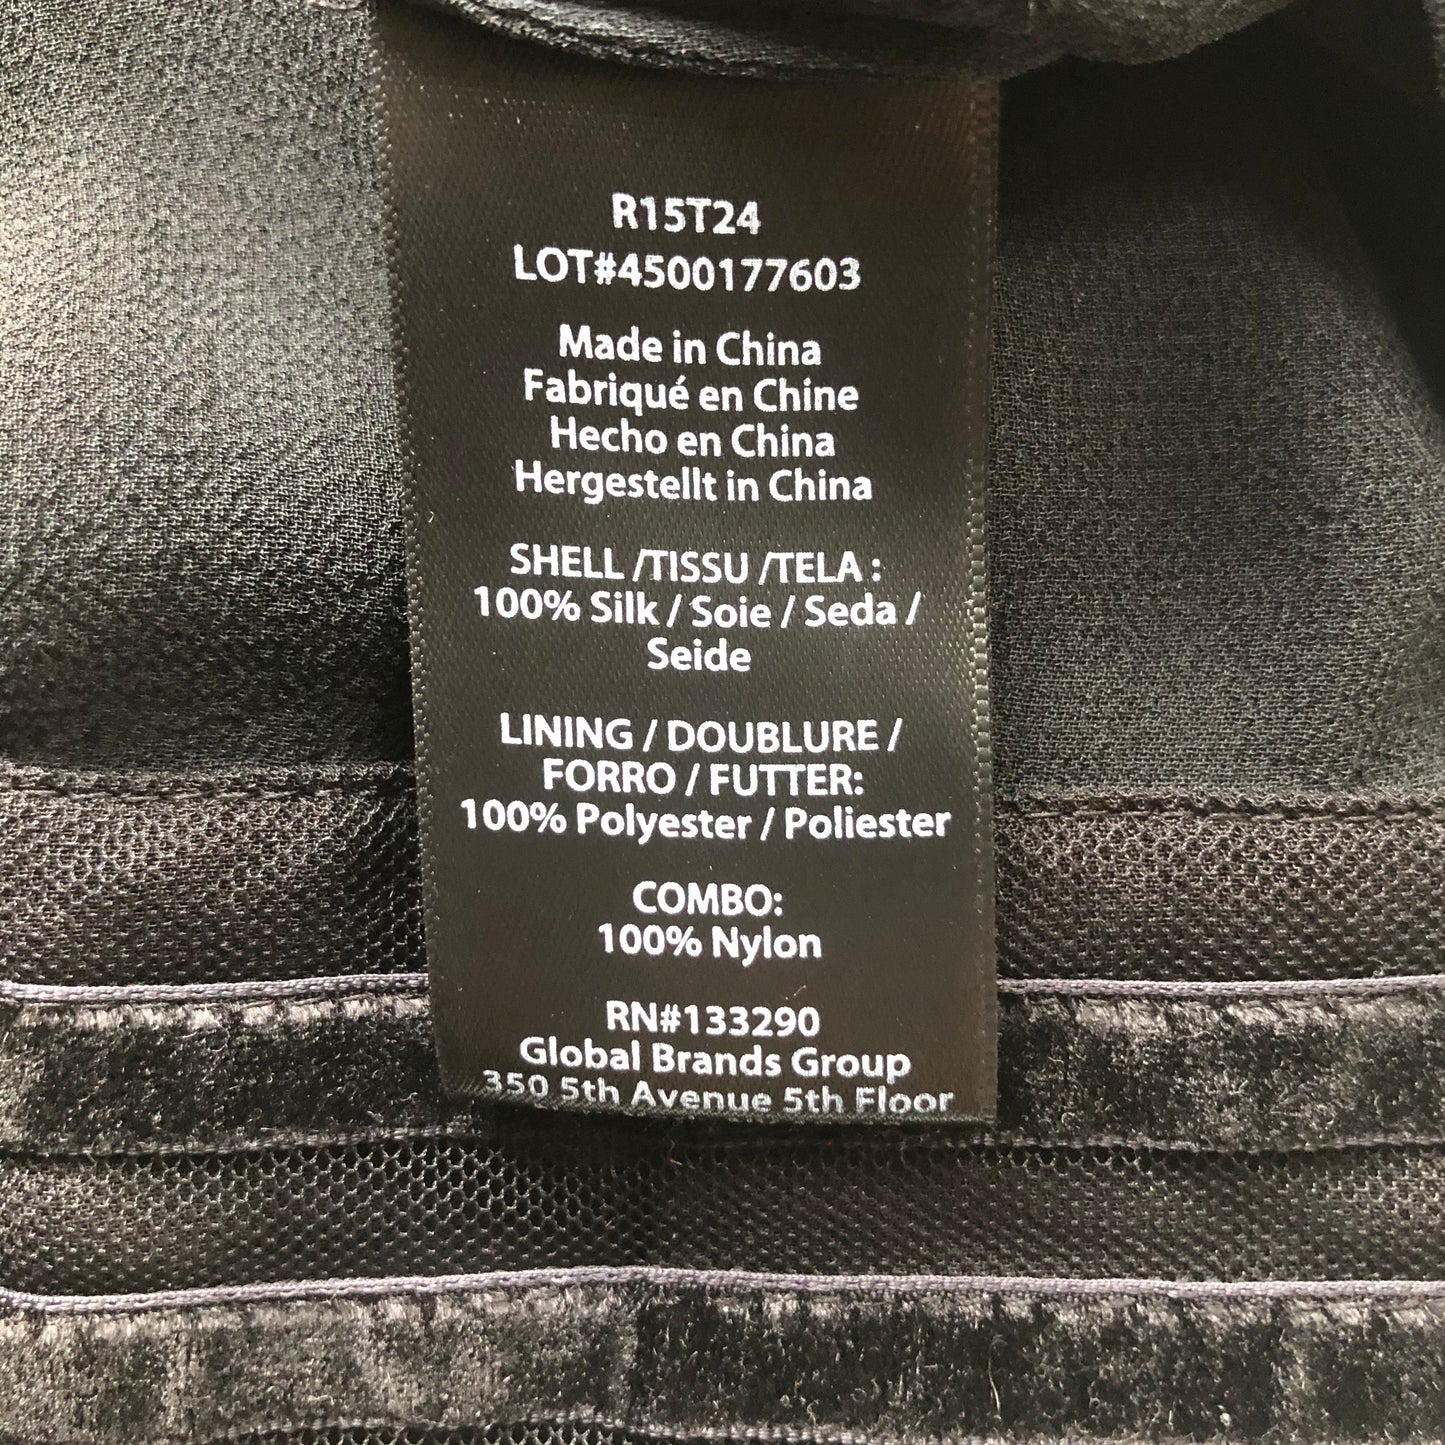 R15T24
LOT#4500177603
Made in China
Fabriqué en Chine
Hecho en China
Hergestellt in China
SHELL /TISSU /TELA :
100% Silk / Soie / Seda /
Seide
LINING / DOUBLURE /
FORRO / FUTTER:
100% Polyester / Poliester
COMBO:
100% Nylon
RN#133290
Global Brands Group
350 5th Avenue 5th Floor